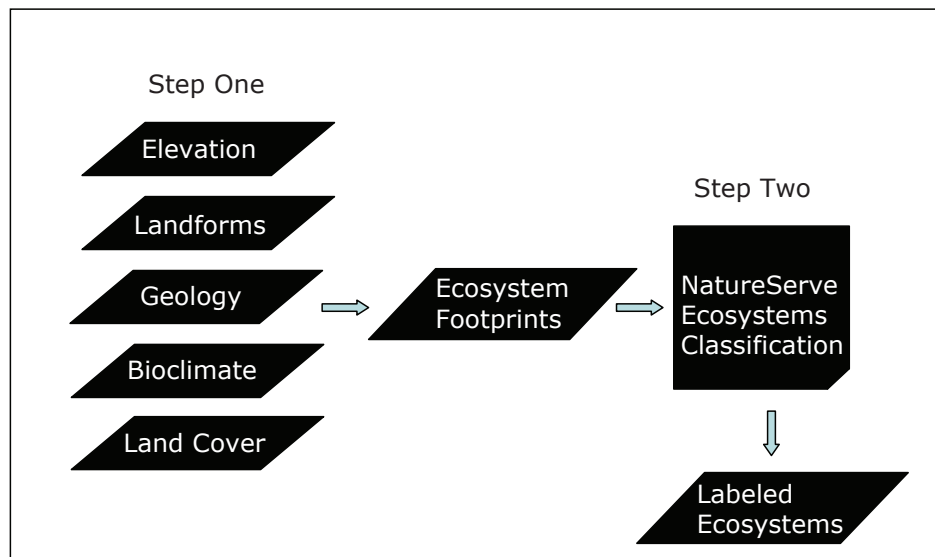 Step One
Elevation
Landforms
Geology
Bioclimate
Land Cover
Ecosystem
Footprints
Step Two
NatureServe
Ecosystems
Classification
Labeled
Ecosystems